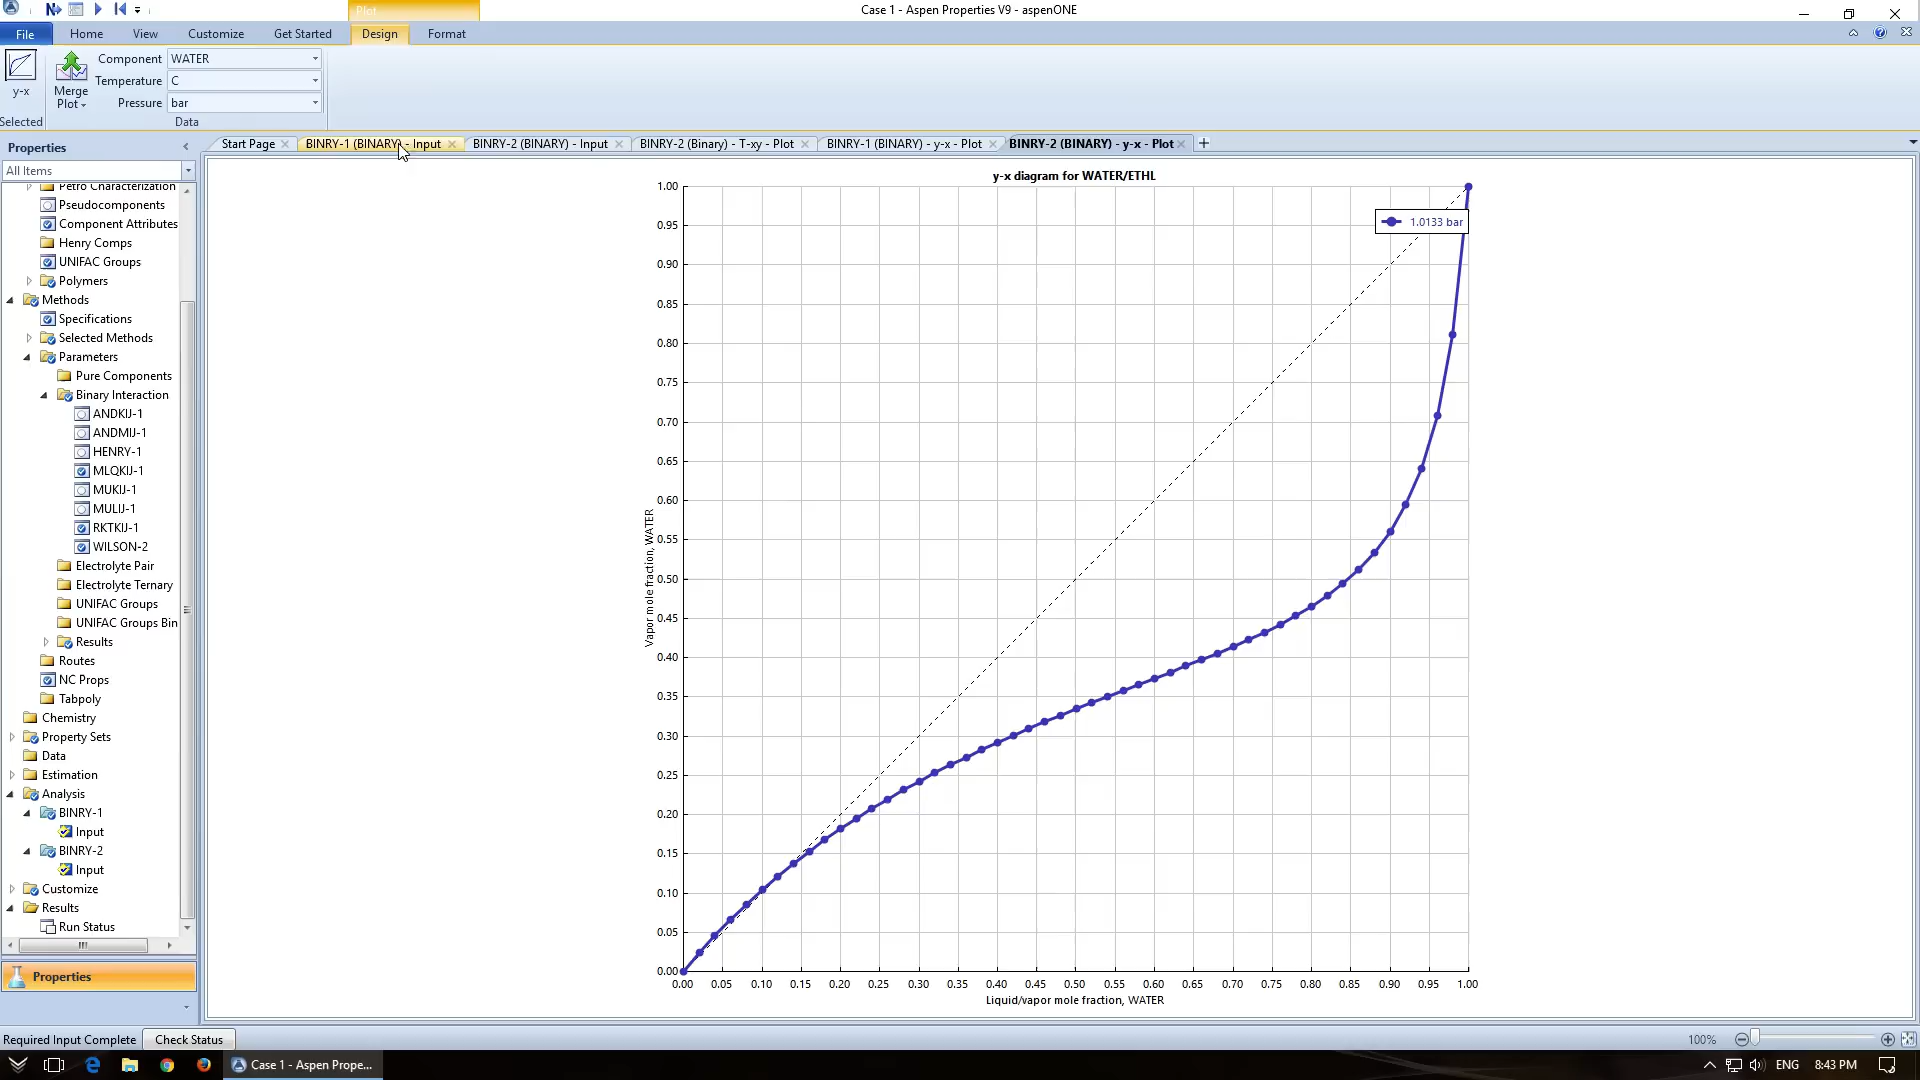 Plot
Case 1 - Aspen Properties V9 - aspenONE
File
Home
View
Customize
Get Started
Design
Format
y-x
Merge
Plot
Component
WATER
Temperature
C
Pressure
bar
Selected
Data
Properties
Start Page
BINRY-1 (BINARY) - Input
BINRY-2 (BINARY) - Input
BINRY-2 (Binary) - T-xy - Plot
BINRY-1 (BINARY) - y-x - Plot
BINRY-2 (BINARY) - y-x - Plot
All Items
Petro Characterization
Pseudocomponents
Component Attributes
Henry Comps
UNIFAC Groups
Polymers
Methods
Specifications
Selected Methods
Parameters
Pure Components
Binary Interaction
ANDKIJ-1
ANDMIJ-1
HENRY-1
MLQKIJ-1
MUKIJ-1
MULIJ-1
RKTKIJ-1
WILSON-2
Electrolyte Pair
Electrolyte Ternary
UNIFAC Groups
UNIFAC Groups Bin
Results
Routes
NC Props
Tabpoly
Chemistry
Property Sets
Data
Estimation
Analysis
BINRY-1
Input
BINRY-2
Input
Customize
Results
Run Status
Properties
y-x diagram for WATER/ETHL
1.0133 bar
1.00
0.95
0.90
0.85
0.80
0.75
0.70
0.65
0.60
0.55
0.50
0.45
0.40
0.35
0.30
0.25
0.20
0.15
0.10
0.05
0.00
Vapor mole fraction, WATER
0.00 0.05 0.10 0.15 0.20 0.25 0.30 0.35 0.40 0.45 0.50 0.55 0.60 0.65 0.70 0.75 0.80 0.85 0.90 0.95 1.00
Liquid/vapor mole fraction, WATER
Required Input Complete
Check Status
100%
Case 1 - Aspen Prope...
ENG
8:43 PM